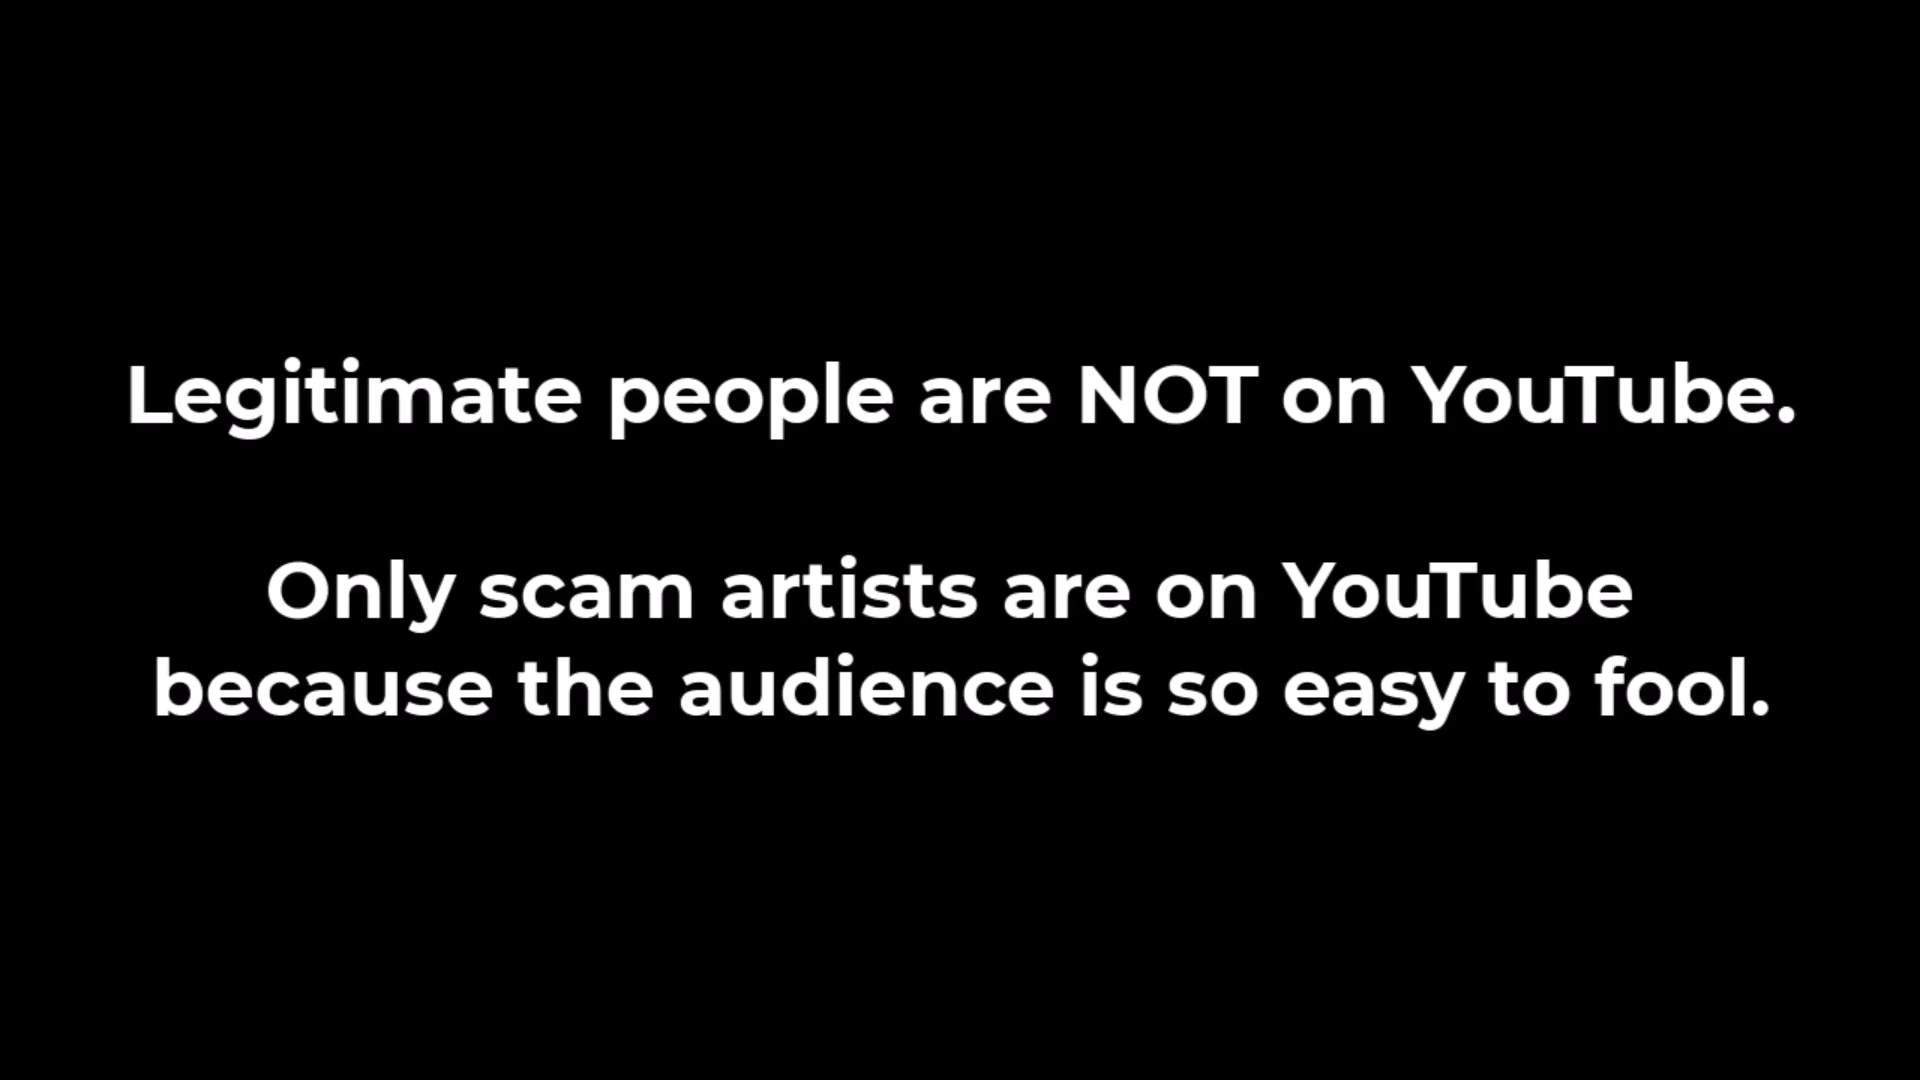 Legitimate people are NOT on YouTube.
Only scam artists are on YouTube
because the audience is so easy to fool.